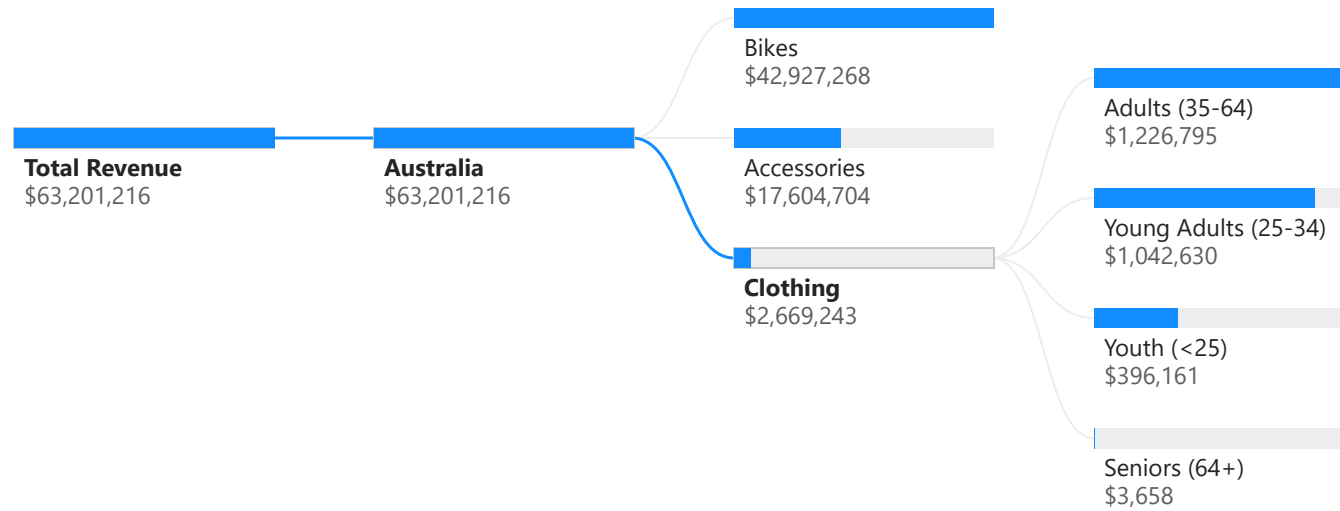 Total Revenue
$63,201,216
Australia
$63,201,216
Bikes
$42,927,268
Accessories
$17,604,704
Clothing
$2,669,243
Adults (35-64)
$1,226,795
Young Adults (25-34)
$1,042,630
Youth (<25)
$396,161
Seniors (64+)
$3,658